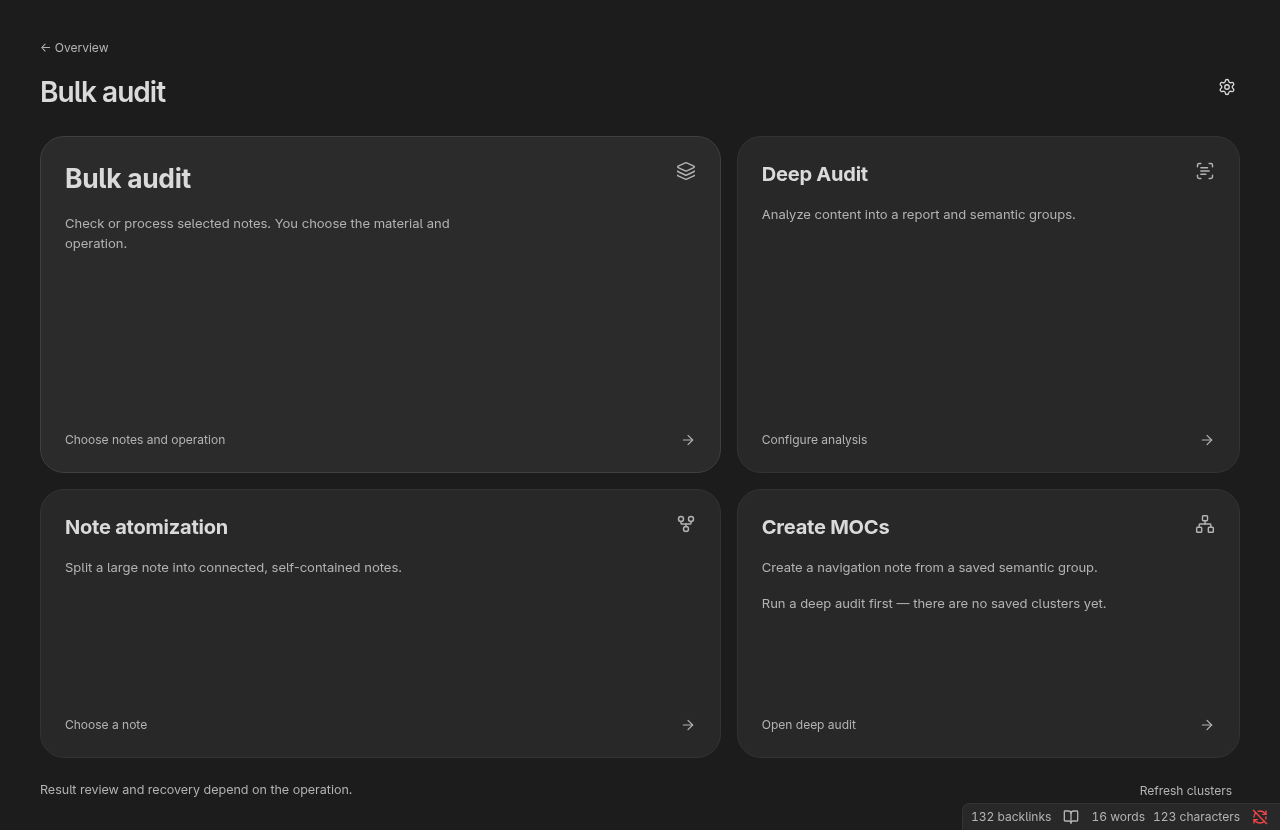 ← Overview
Bulk audit
Bulk audit
Check or process selected notes. You choose the material and
operation.
Choose notes and operation →
Deep Audit
Analyze content into a report and semantic groups.
Configure analysis →
Note atomization
Split a large note into connected, self-contained notes.
Choose a note →
Create MOCs
Create a navigation note from a saved semantic group.
Run a deep audit first — there are no saved clusters yet.
Open deep audit →
Result review and recovery depend on the operation.
Refresh clusters
132 backlinks 16 words 123 characters